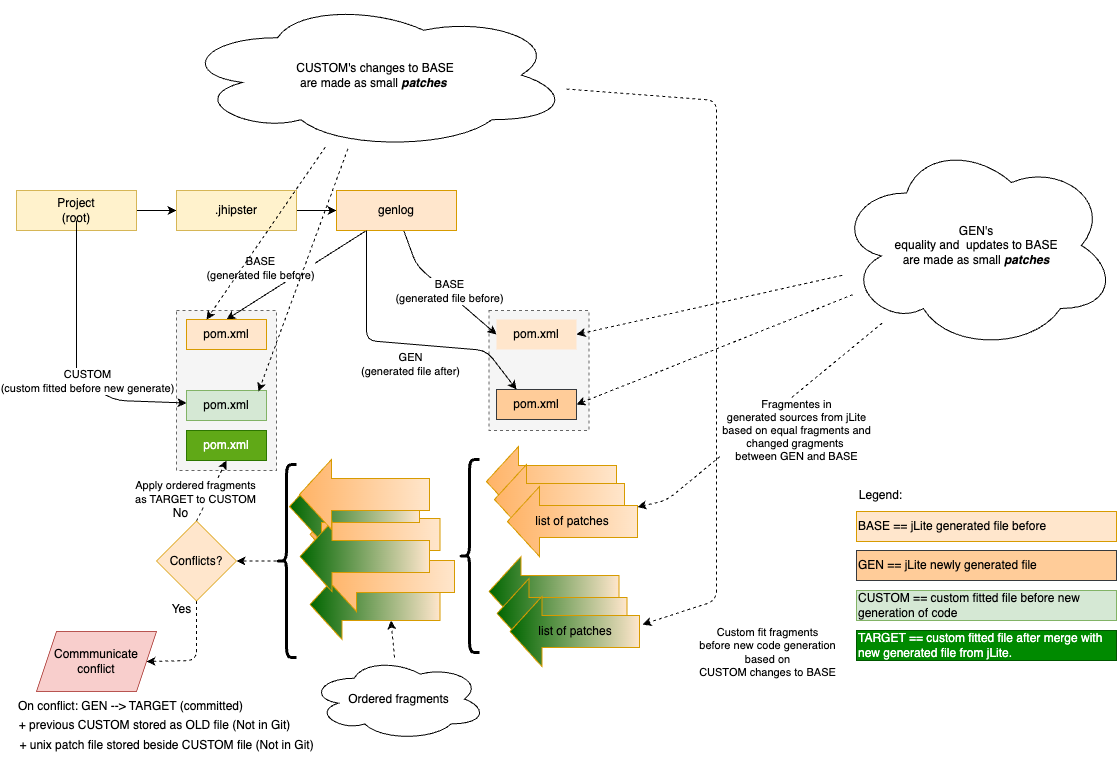 CUSTOM's changes to BASE
are made as small patches
Project
(root)
.jhipster
genlog
GEN's
equality and  updates to BASE
are made as small patches
BASE
(generated file before)
BASE
(generated file before)
pom.xml
pom.xml
GEN
(generated file after)
CUSTOM
(custom fitted before new generate)
pom.xml
pom.xml
pom.xml
Fragmentes in
generated sources from jLite
based on equal fragments and
changed gragments
between GEN and BASE
Apply ordered fragments
as TARGET to CUSTOM
No
list of patches
Legend:
BASE == jLite generated file before
GEN == jLite newly generated file
CUSTOM == custom fitted file before new
generation of code
TARGET == custom fitted file after merge with
new generated file from jLite.
Conflicts?
Yes
list of patches
Custom fit fragments
before new code generation
based on
CUSTOM changes to BASE
Commmunicate
conflict
Ordered fragments
On conflict: GEN --> TARGET (committed)
+ previous CUSTOM stored as OLD file (Not in Git)
+ unix patch file stored beside CUSTOM file (Not in Git)